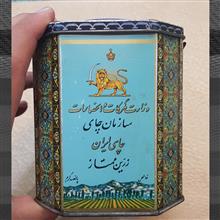 وزارت گمرکات و انحصارات
سازمان چای
چای ایران
زرین ممتاز